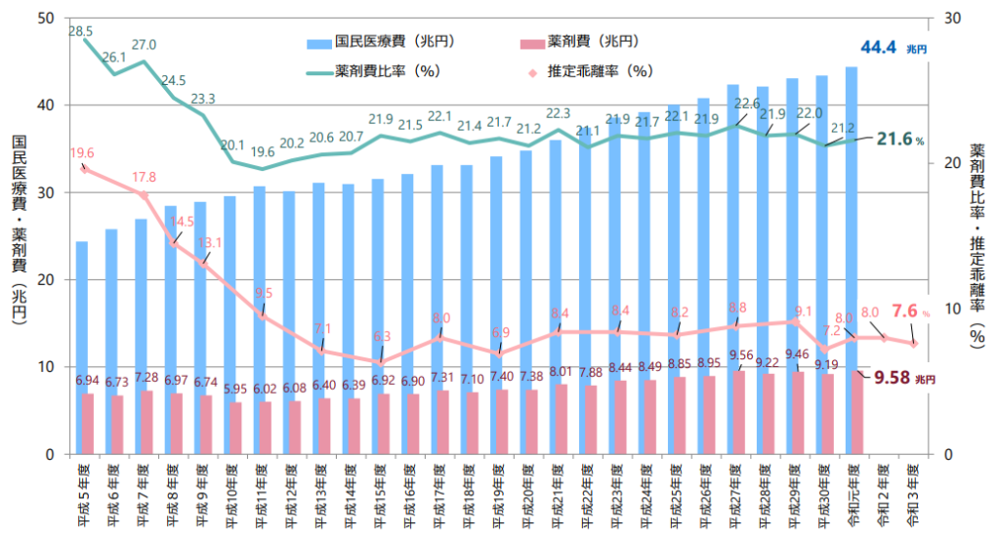 50
40
30
20
10
0
国民医療費・薬剤費（兆円）
30
20
10
0
薬剤費比率・推定乖離率（%）
国民医療費（兆円）
薬剤費（兆円）
薬剤費比率（%）
推定乖離率（%）
28.5
26.1
27.0
24.5
23.3
20.1
19.6
20.2
20.6
20.7
21.9
21.5
22.1
21.4
21.7
21.2
22.3
21.1
21.9
21.7
22.1
21.9
22.6
21.9
22.0
21.2
21.6 %
44.4 兆円
19.6
17.8
14.5
13.1
9.5
7.1
6.3
8.0
6.9
8.4
8.4
8.2
8.8
9.1
7.2
8.0
8.0
7.6 %
6.94
6.73
7.28
6.97
6.74
5.95
6.02
6.08
6.40
6.39
6.92
6.90
7.31
7.10
7.40
7.38
8.01
7.88
8.44
8.49
8.85
8.95
9.56
9.22
9.46
9.19
9.58 兆円
平成５年度
平成６年度
平成７年度
平成８年度
平成９年度
平成10年度
平成11年度
平成12年度
平成13年度
平成14年度
平成15年度
平成16年度
平成17年度
平成18年度
平成19年度
平成20年度
平成21年度
平成22年度
平成23年度
平成24年度
平成25年度
平成26年度
平成27年度
平成28年度
平成29年度
平成30年度
令和元年度
令和２年度
令和３年度